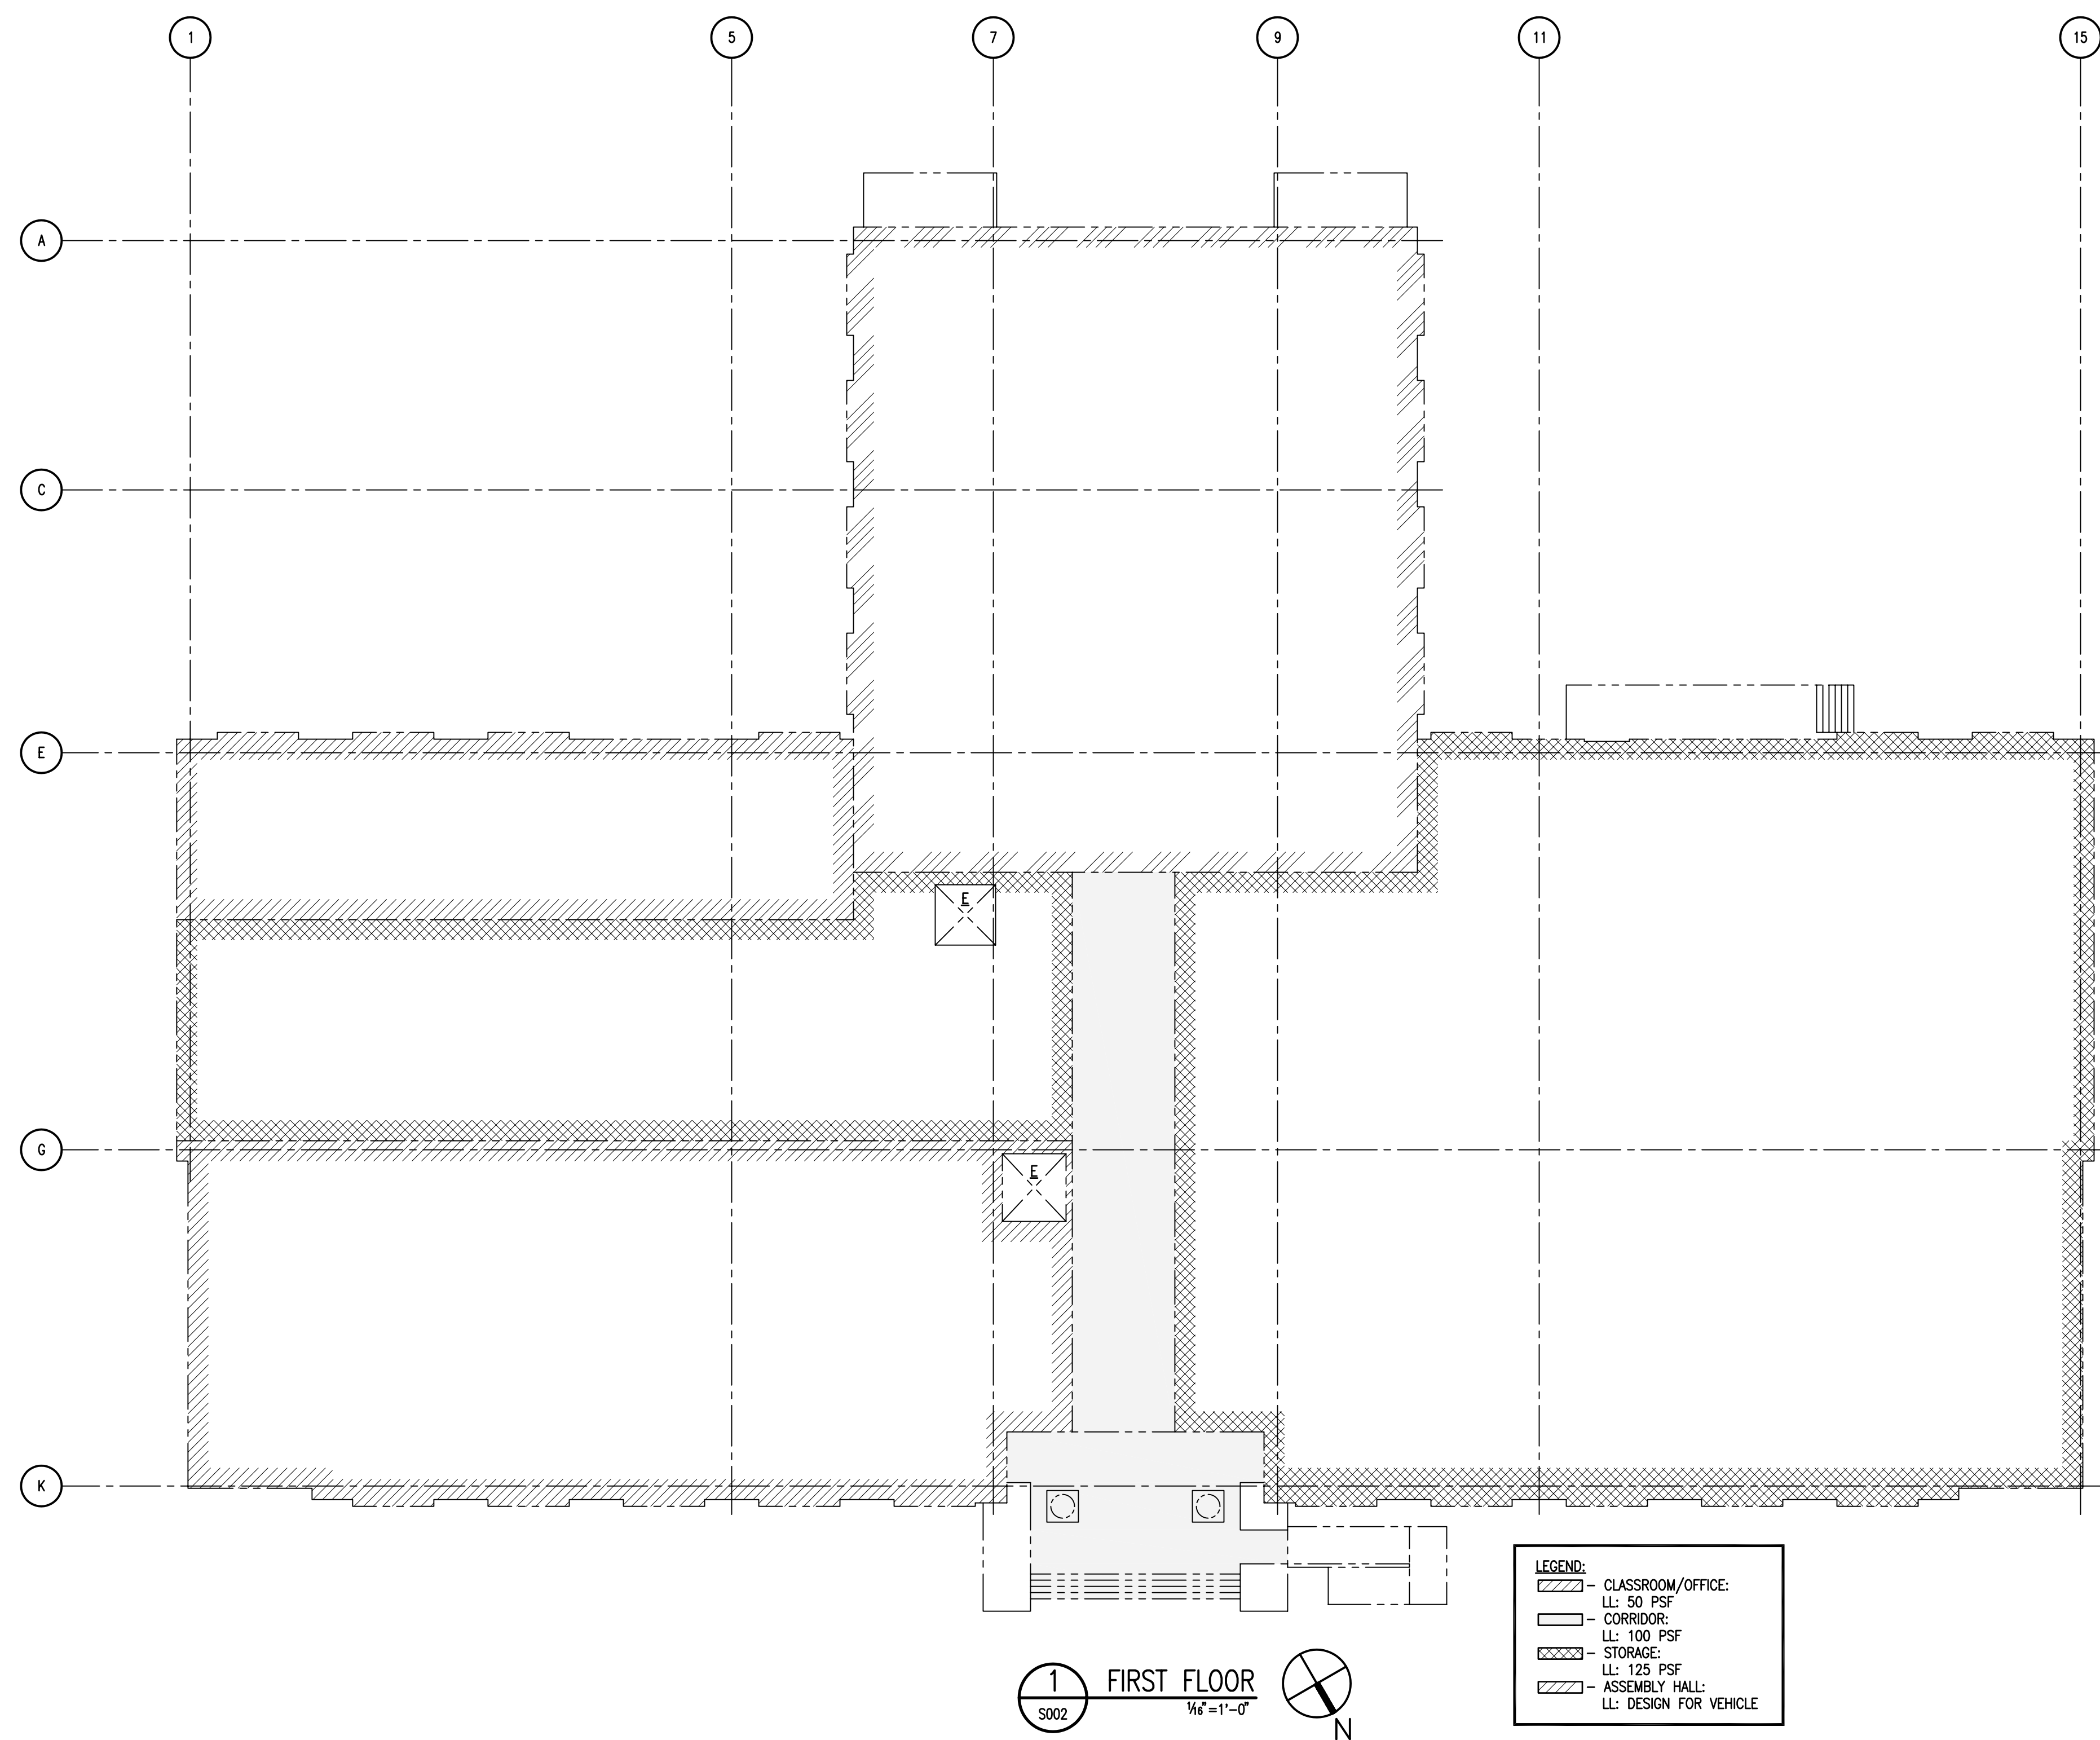 1 5 7 9 11 15
A
C
E
G
K
E
E
LEGEND:
– CLASSROOM/OFFICE:
LL: 50 PSF
– CORRIDOR:
LL: 100 PSF
– STORAGE:
LL: 125 PSF
– ASSEMBLY HALL:
LL: DESIGN FOR VEHICLE
1
S002
FIRST FLOOR
1/16"=1'-0"
N